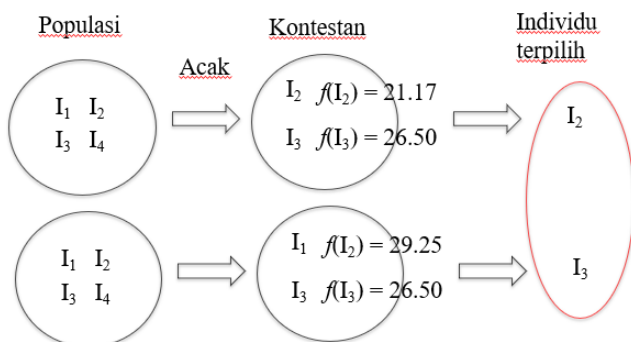 Populasi
Kontestan
Individu
terpilih
Acak
I₁ I₂
I₃ I₄
I₂ f(I₂) = 21.17
I₃ f(I₃) = 26.50
I₂
I₁ I₂
I₃ I₄
I₁ f(I₂) = 29.25
I₃ f(I₃) = 26.50
I₃